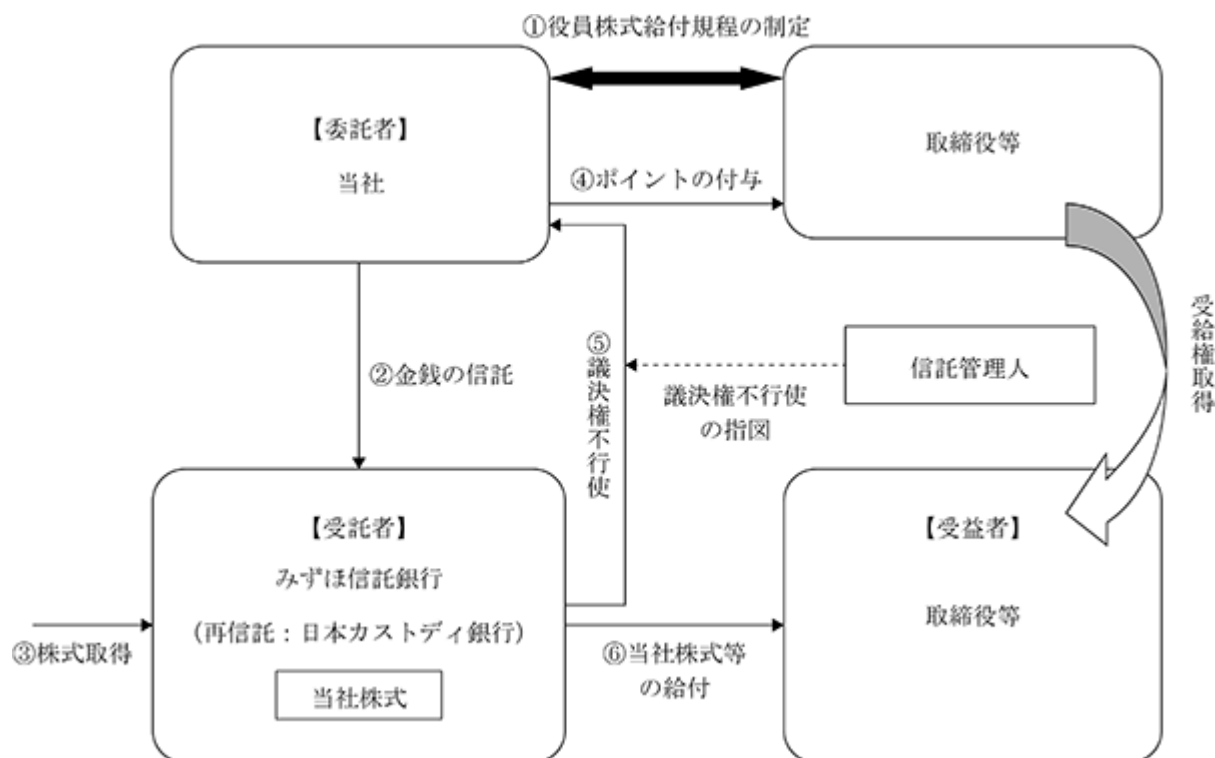 ①役員株式給付規程の制定
【委託者】
当社
取締役等
④ポイントの付与
②金銭の信託
⑤議決権不行使
議決権不行使
の指図
信託管理人
受給権取得
【受託者】
みずほ信託銀行
(再信託:日本カストディ銀行)
当社株式
③株式取得
⑥当社株式等
の給付
【受益者】
取締役等